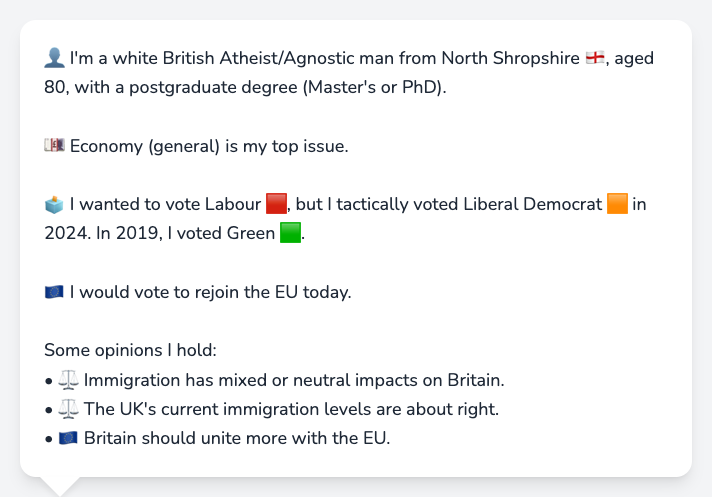 👤 I'm a white British Atheist/Agnostic man from North Shropshire 🏴󠁧󠁢󠁥󠁮󠁧󠁿, aged
80, with a postgraduate degree (Master's or PhD).
💷 Economy (general) is my top issue.
🗳️ I wanted to vote Labour 🟥, but I tactically voted Liberal Democrat 🟧 in
2024. In 2019, I voted Green 🟩.
🇪🇺 I would vote to rejoin the EU today.
Some opinions I hold:
• ⚖️ Immigration has mixed or neutral impacts on Britain.
• ⚖️ The UK's current immigration levels are about right.
• 🇪🇺 Britain should unite more with the EU.